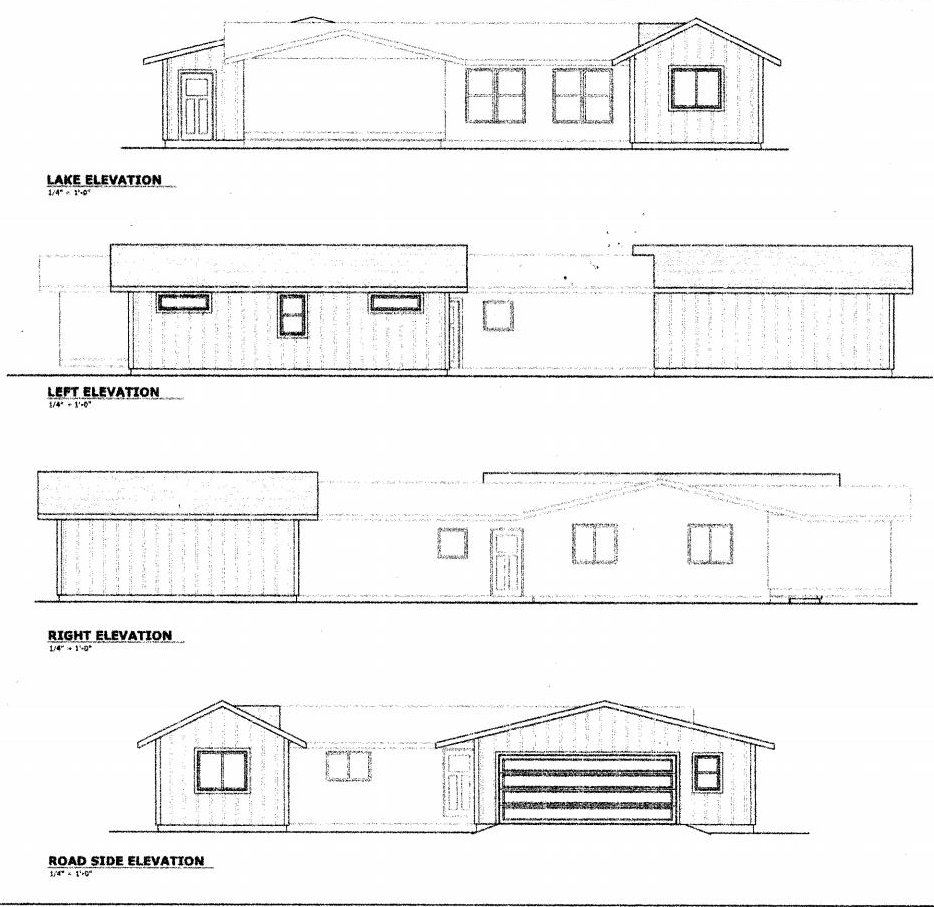 LAKE ELEVATION
1/4" = 1'-0"
LEFT ELEVATION
1/4" = 1'-0"
RIGHT ELEVATION
1/4" = 1'-0"
ROAD SIDE ELEVATION
1/4" = 1'-0"